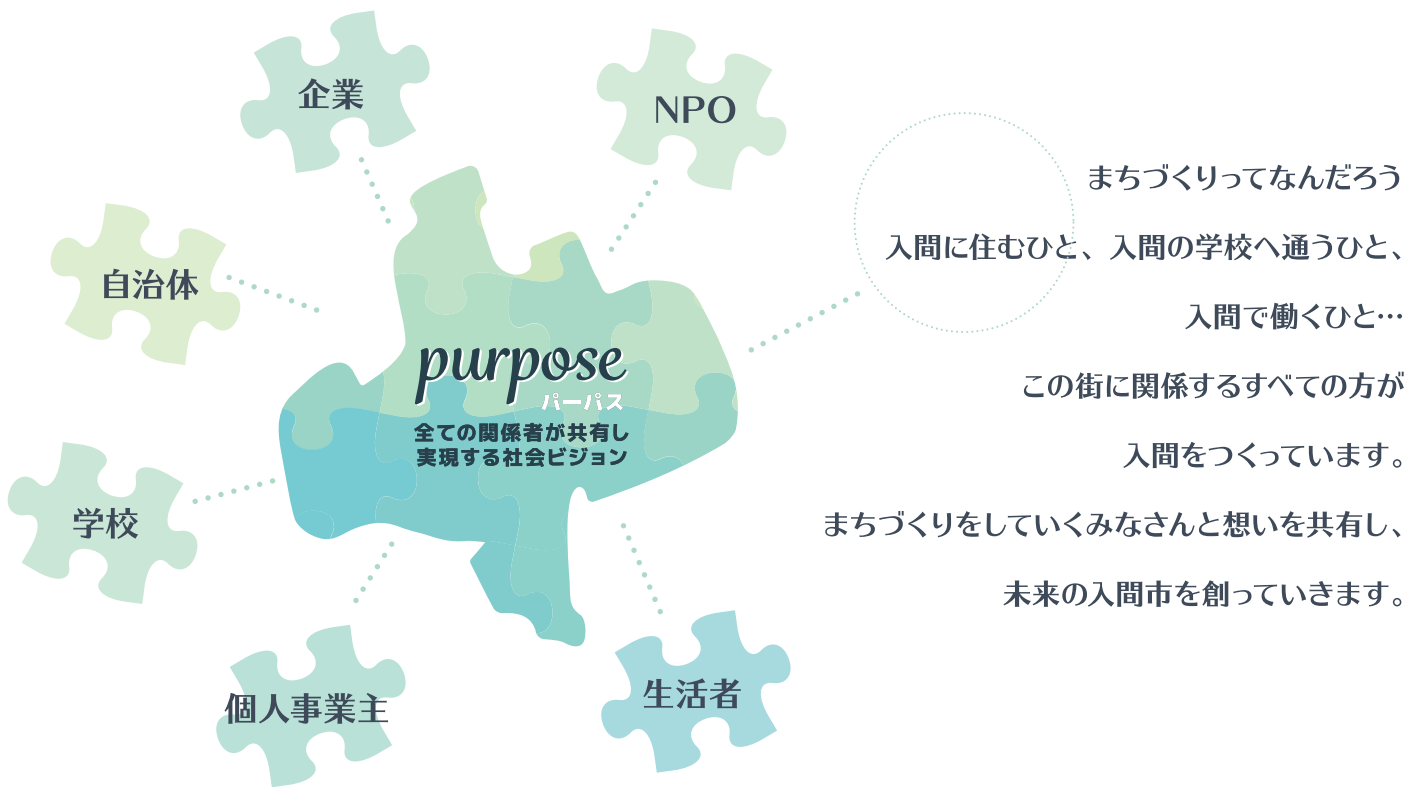 企業
NPO
自治体
purpose
パーパス
全ての関係者が共有し
実現する社会ビジョン
学校
個人事業主
生活者
まちづくりってなんだろう
入間に住むひと、入間の学校へ通うひと、
入間で働くひと…
この街に関係するすべての方が
入間をつくっています。
まちづくりをしていくみなさんと想いを共有し、
未来の入間市を創っていきます。